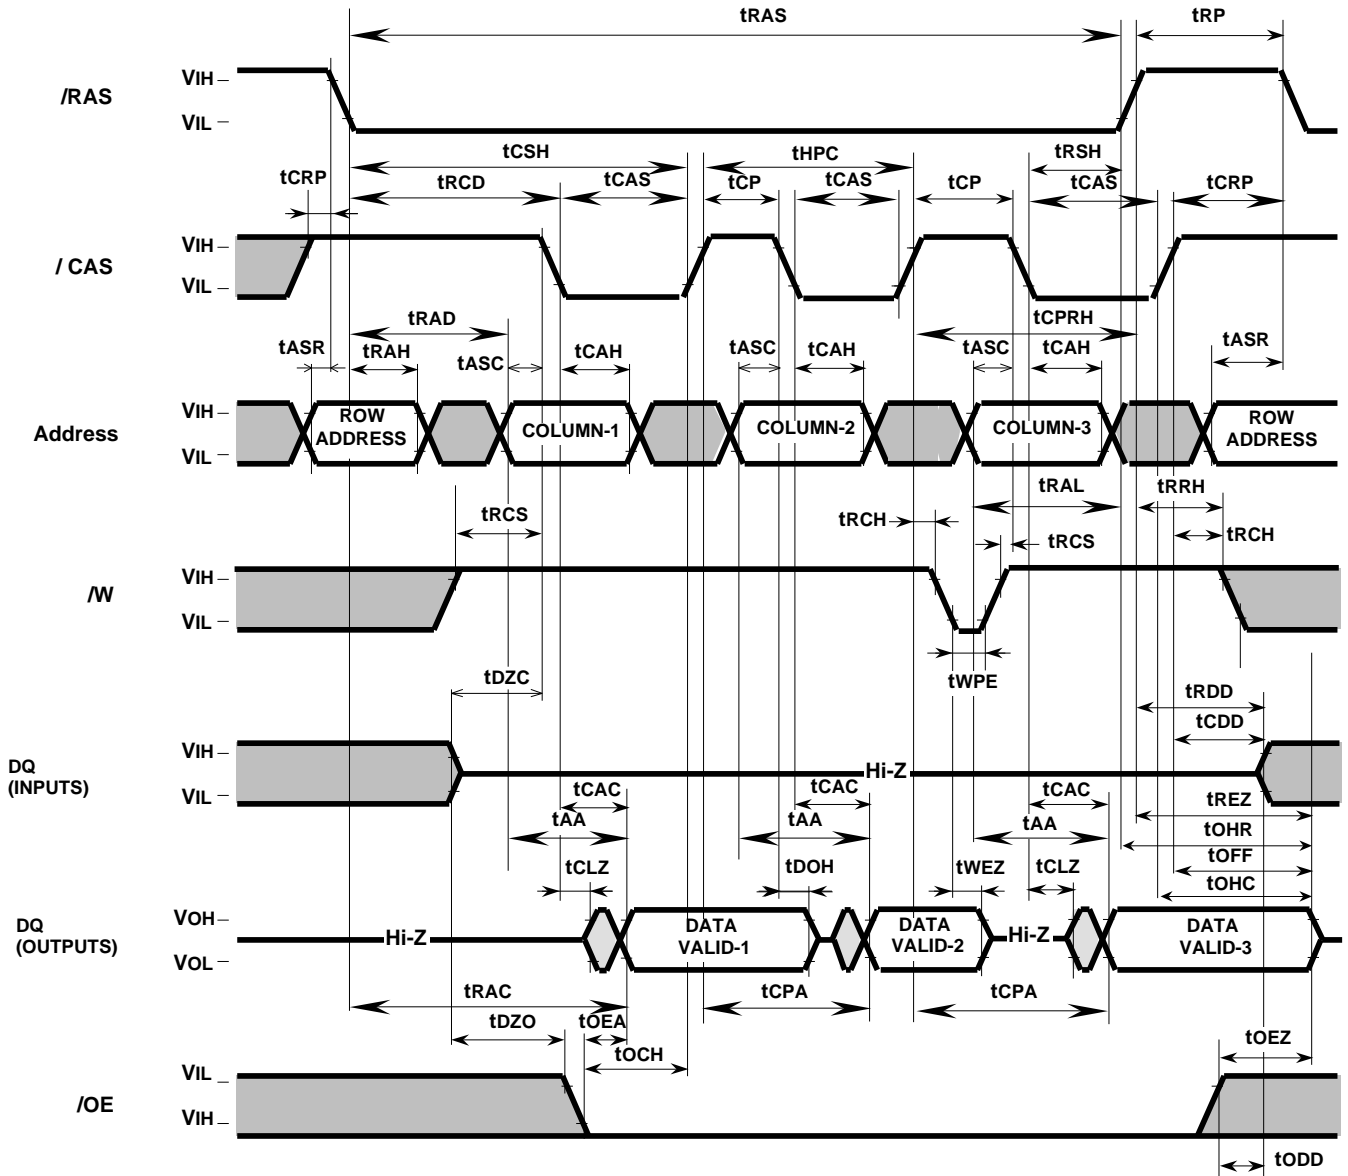 tRAS
tRP
/RAS
VIH
VIL
tCSH
tHPC
tRSH
tCRP
tRCD
tCAS
tCP
tCAS
tCP
tCAS
tCRP
/ CAS
VIH
VIL
tRAD
tCPRH
tASR
tRAH
tASC
tCAH
tASC
tCAH
tASC
tCAH
tASR
Address
VIH
VIL
ROW
ADDRESS
COLUMN-1
COLUMN-2
COLUMN-3
ROW
ADDRESS
tRAL
tRRH
tRCS
tRCH
tRCS
tRCH
/W
VIH
VIL
tWPE
tDZC
tRDD
tCDD
DQ
(INPUTS)
VIH
VIL
Hi-Z
tCAC
tCAC
tCAC
tREZ
tAA
tAA
tAA
tOHR
tCLZ
tDOH
tWEZ
tCLZ
tOFF
tOHC
DQ
(OUTPUTS)
VOH
VOL
Hi-Z
DATA
VALID-1
DATA
VALID-2
Hi-Z
DATA
VALID-3
tRAC
tCPA
tCPA
tDZO
tOEA
tOCH
tOEZ
/OE
VIL
VIH
tODD